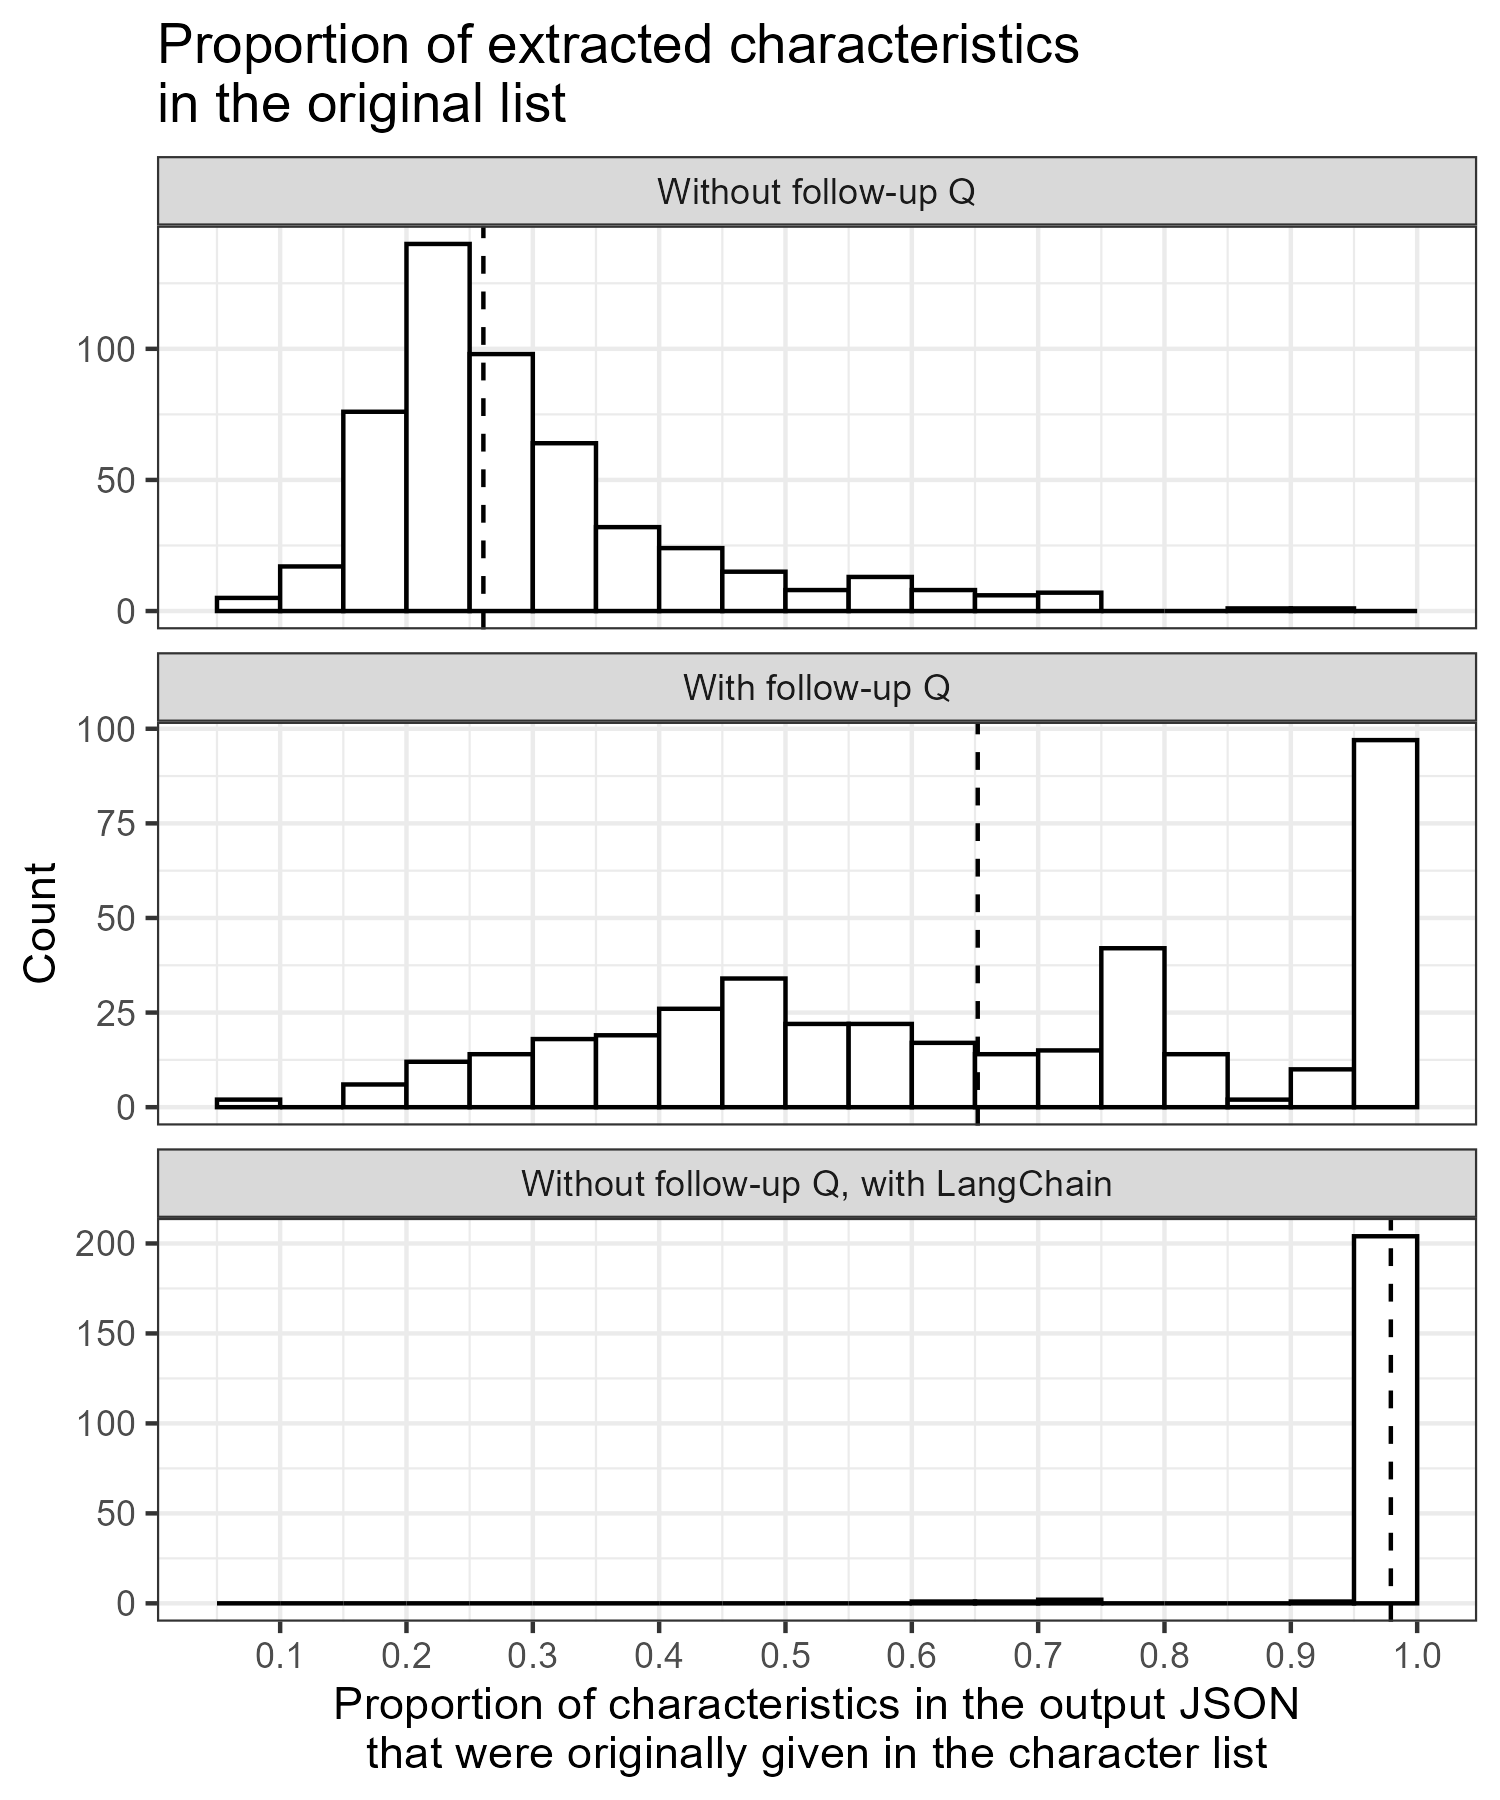 Proportion of extracted characteristics
in the original list
Without follow-up Q
100
50
0
With follow-up Q
100
75
50
25
0
Count
Without follow-up Q, with LangChain
200
150
100
50
0
0.1 0.2 0.3 0.4 0.5 0.6 0.7 0.8 0.9 1.0
Proportion of characteristics in the output JSON
that were originally given in the character list